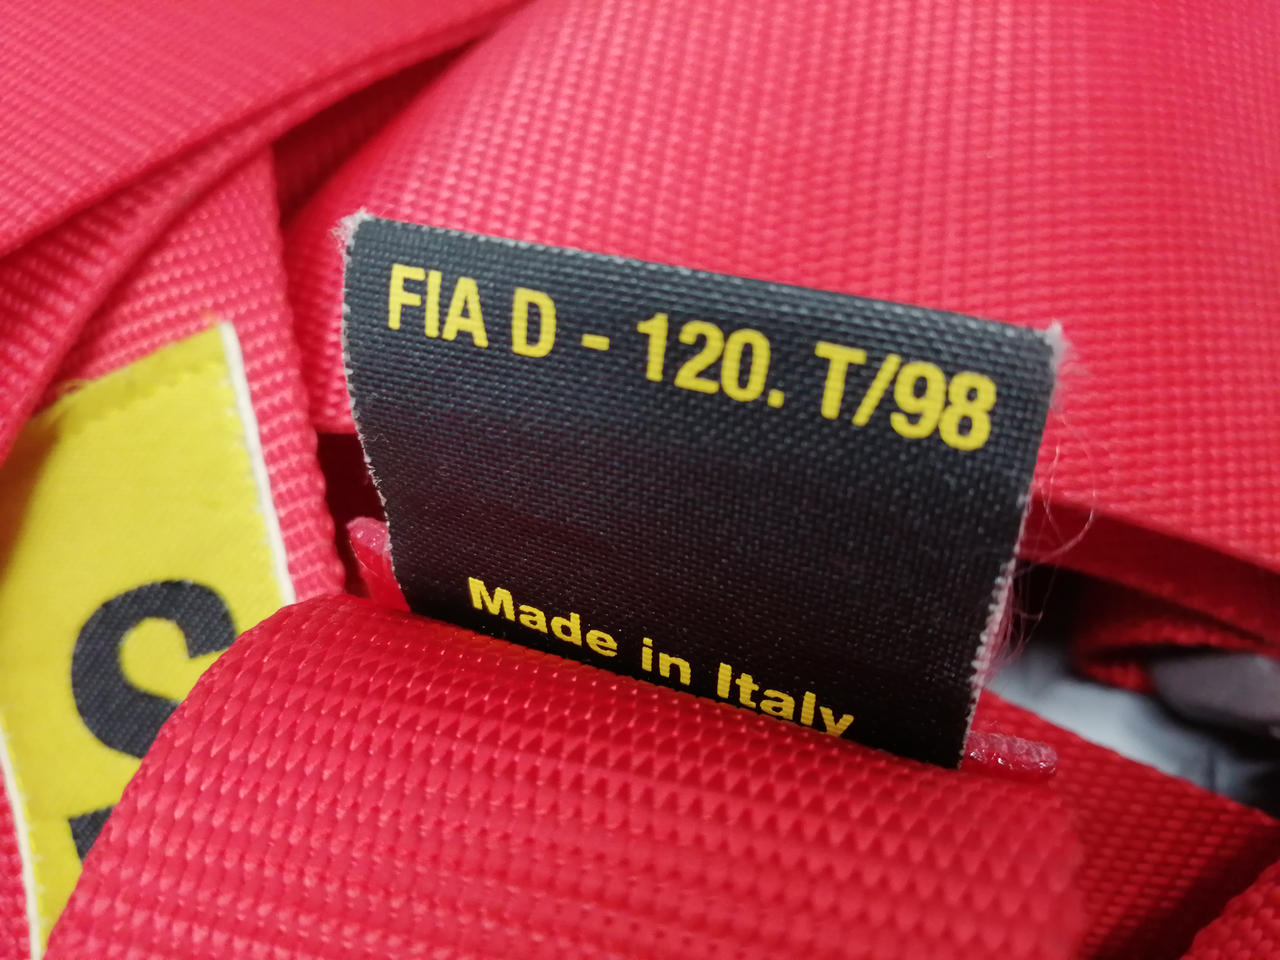 FIA D - 120. T/98
Made in Italy
S